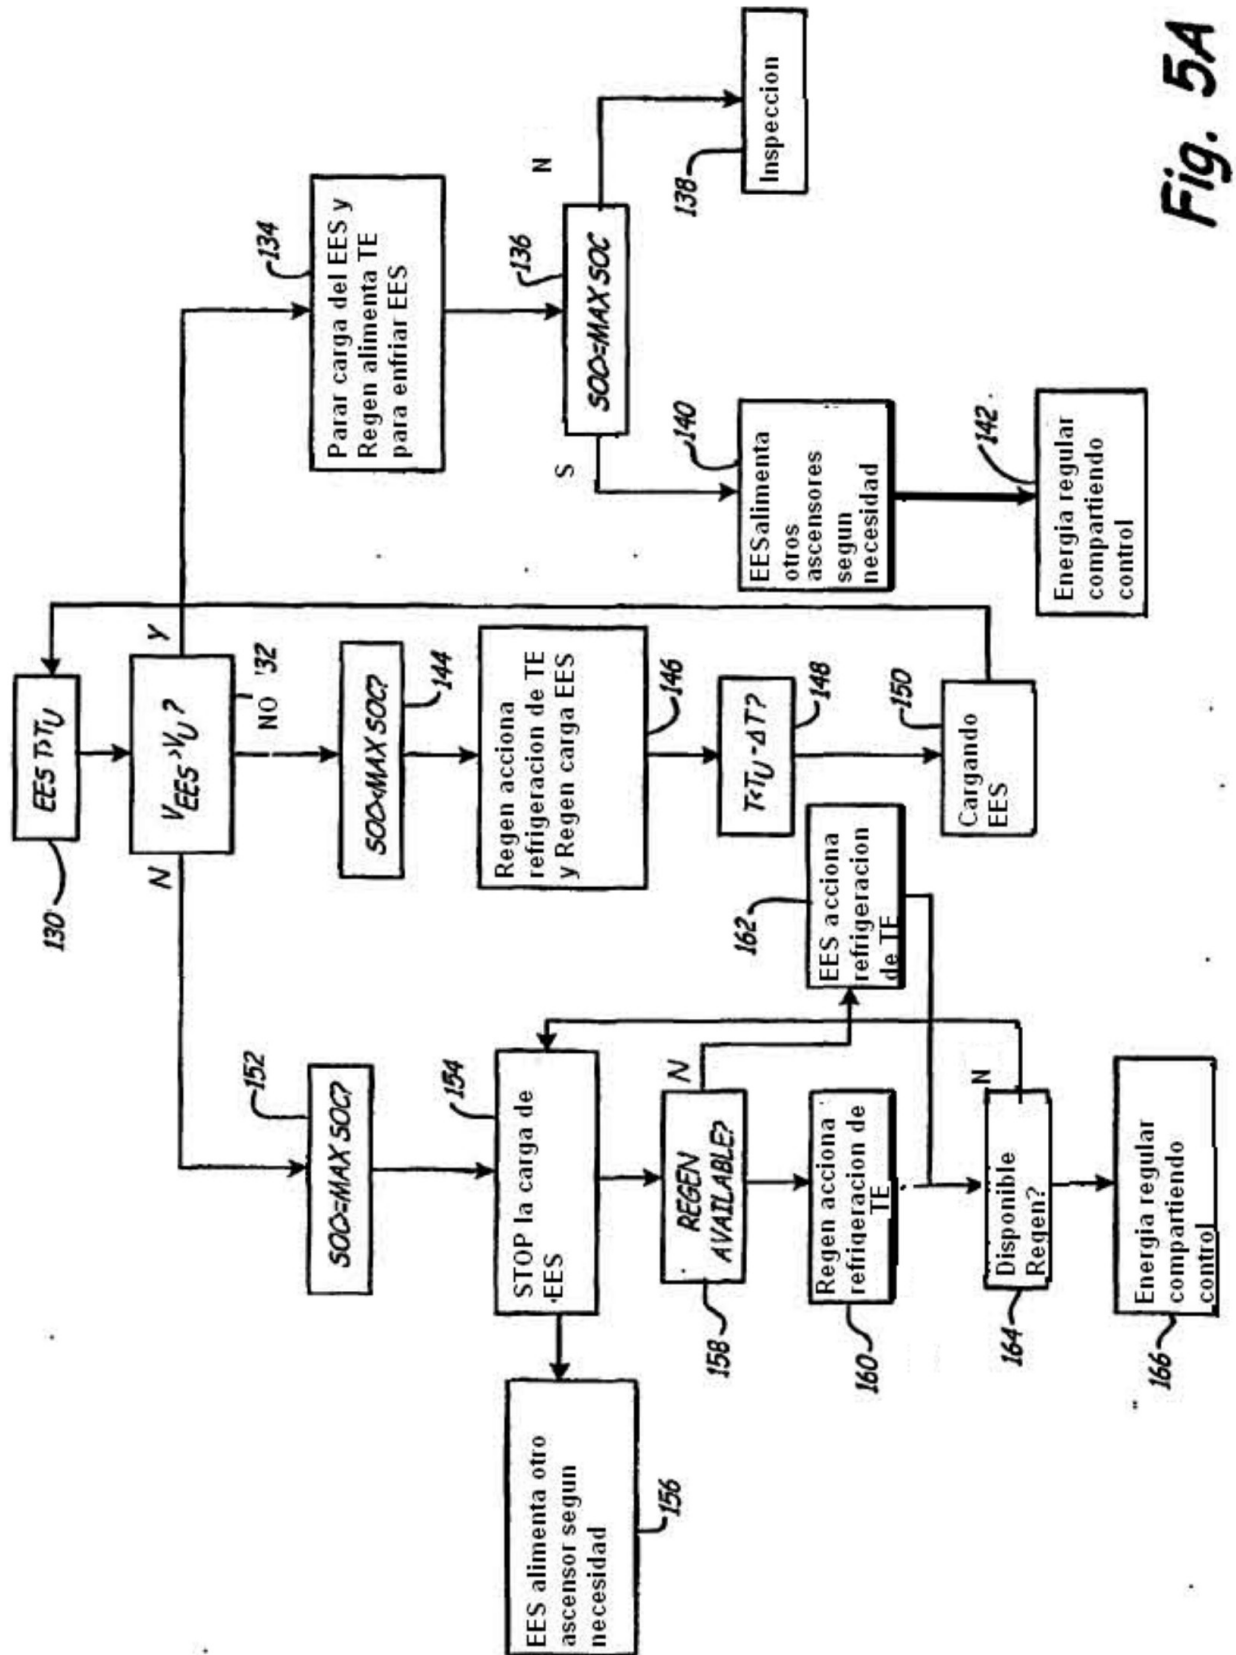 EES T>T_U
130
V_EES>V_U?
Y
N
NO
'32
Parar carga del EES y
Regen alimenta TE
para enfriar EES
134
SOC=MAX SOC
136
N
S
Inspeccion
138
EESalimenta
otros
ascensores
segun
necesidad
140
Energia regular
compartiendo
control
142
SOC<MAX SOC?
144
Regen acciona
refrigeracion de TE
y Regen carga EES
146
T<T_U-ΔT?
148
Cargando
EES
150
SOC=MAX SOC?
152
STOP la carga de
EES
154
EES alimenta otro
ascensor segun
necesidad
156
REGEN
AVAILABLE?
158
N
Regen acciona
refrigeracion de
TE
160
EES acciona
refrigeracion
de TE
162
Disponible
Regen?
164
N
Energia regular
compartiendo
control
166
Fig. 5A